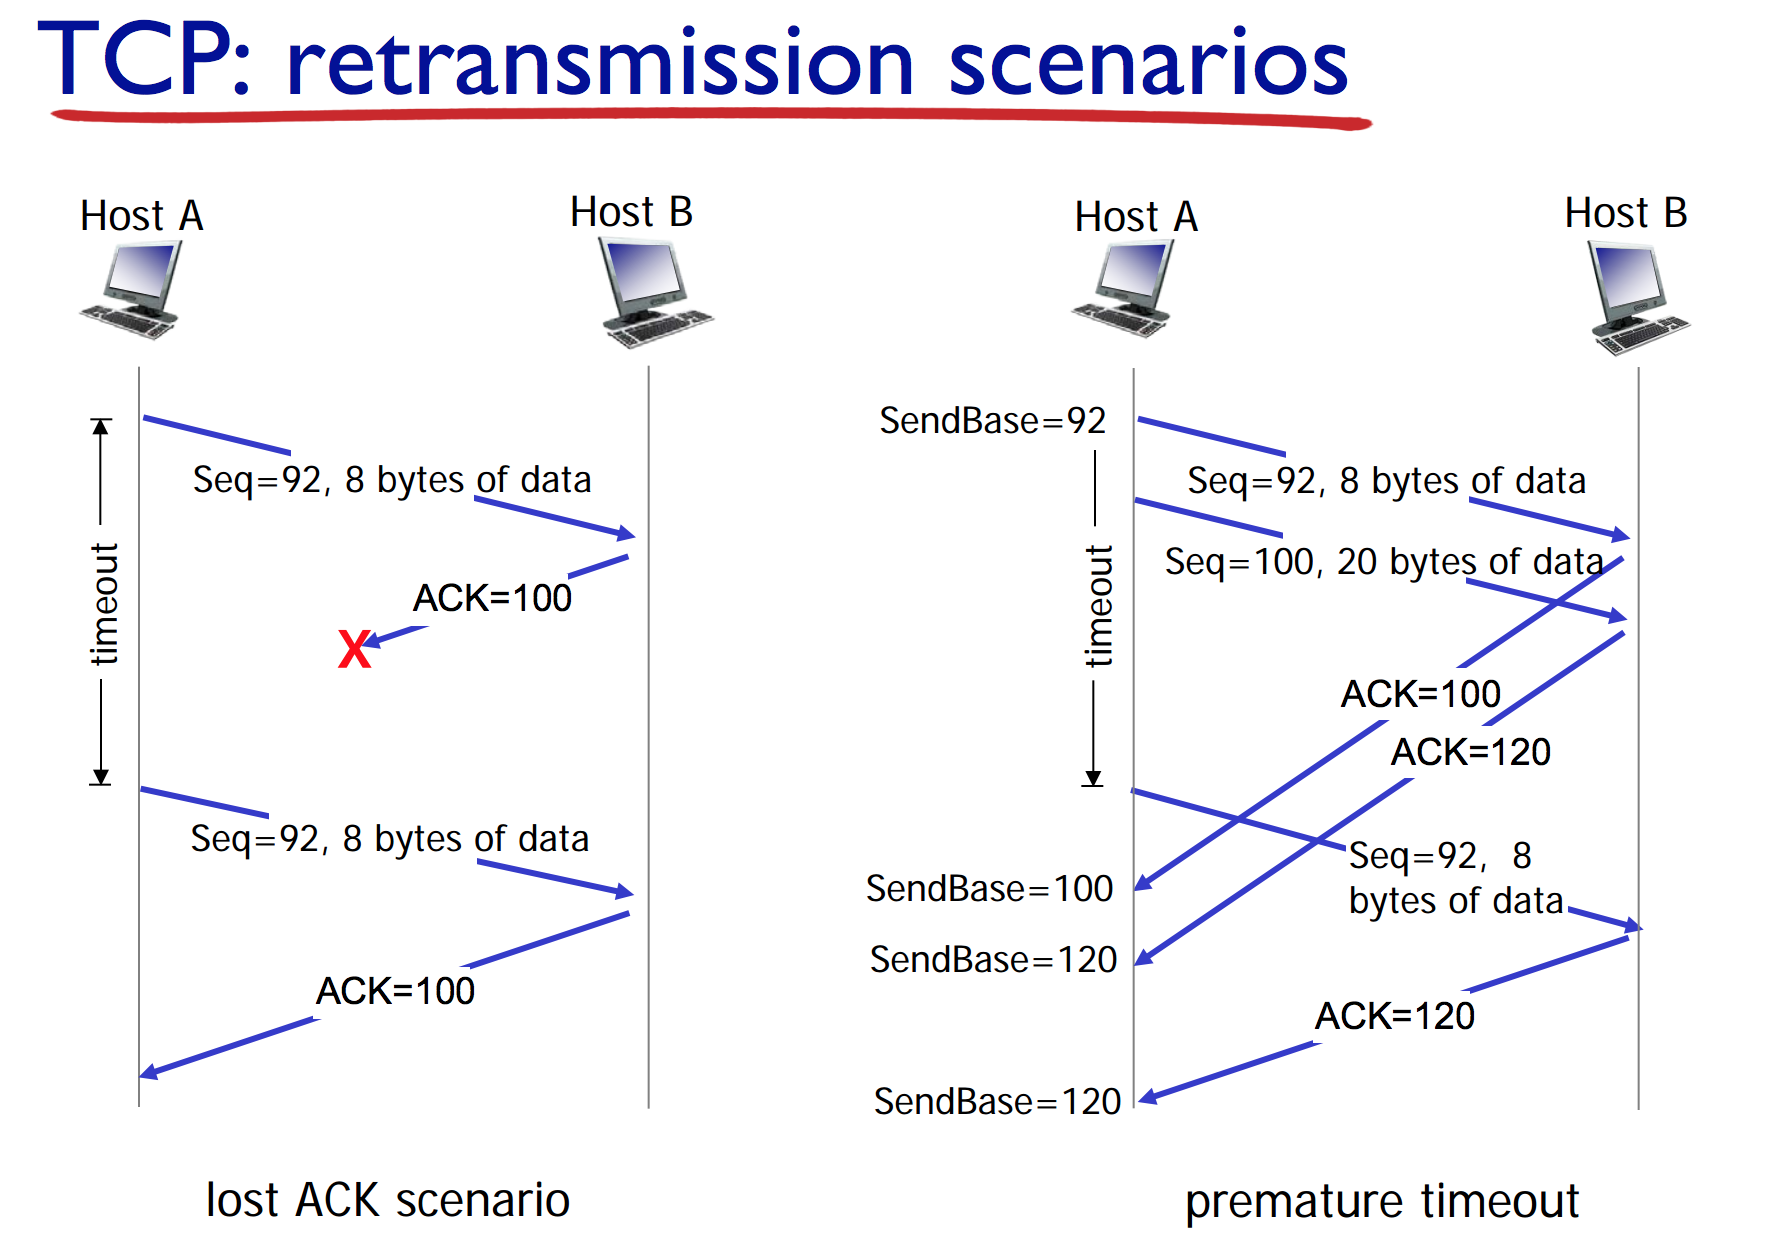 TCP: retransmission scenarios
Host A
Host B
timeout
Seq=92, 8 bytes of data
ACK=100
X
Seq=92, 8 bytes of data
ACK=100
lost ACK scenario
Host A
Host B
SendBase=92
timeout
Seq=92, 8 bytes of data
Seq=100, 20 bytes of data
ACK=100
ACK=120
Seq=92, 8
bytes of data
SendBase=100
SendBase=120
ACK=120
SendBase=120
premature timeout